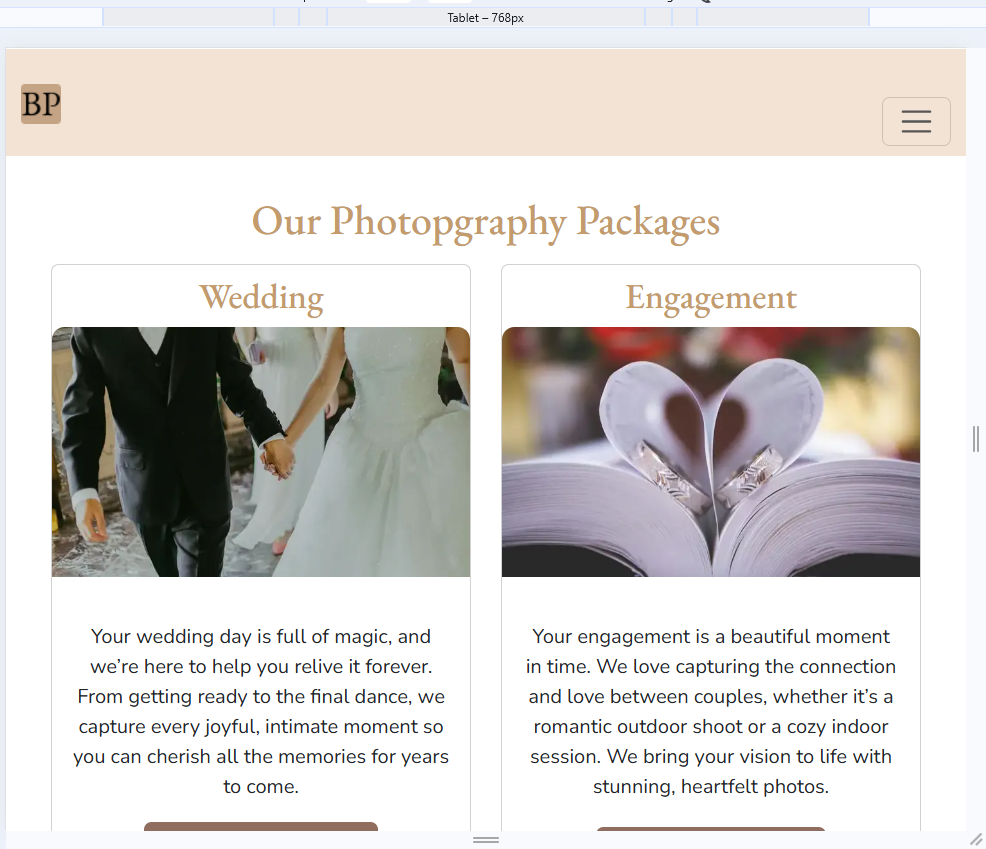 Tablet – 768px
BP
Our Photopgraphy Packages
Wedding
Engagement
Your wedding day is full of magic, and
we’re here to help you relive it forever.
From getting ready to the final dance, we
capture every joyful, intimate moment so
you can cherish all the memories for years
to come.
Your engagement is a beautiful moment
in time. We love capturing the connection
and love between couples, whether it’s a
romantic outdoor shoot or a cozy indoor
session. We bring your vision to life with
stunning, heartfelt photos.